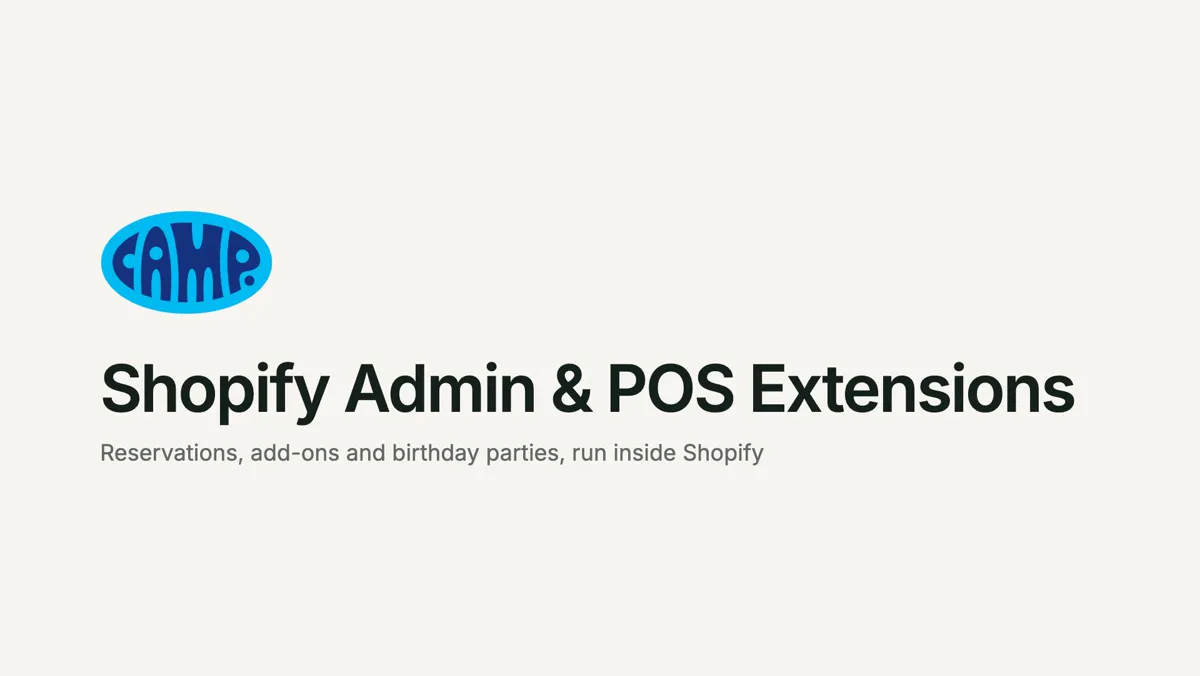 CAMP.
Shopify Admin & POS Extensions
Reservations, add-ons and birthday parties, run inside Shopify